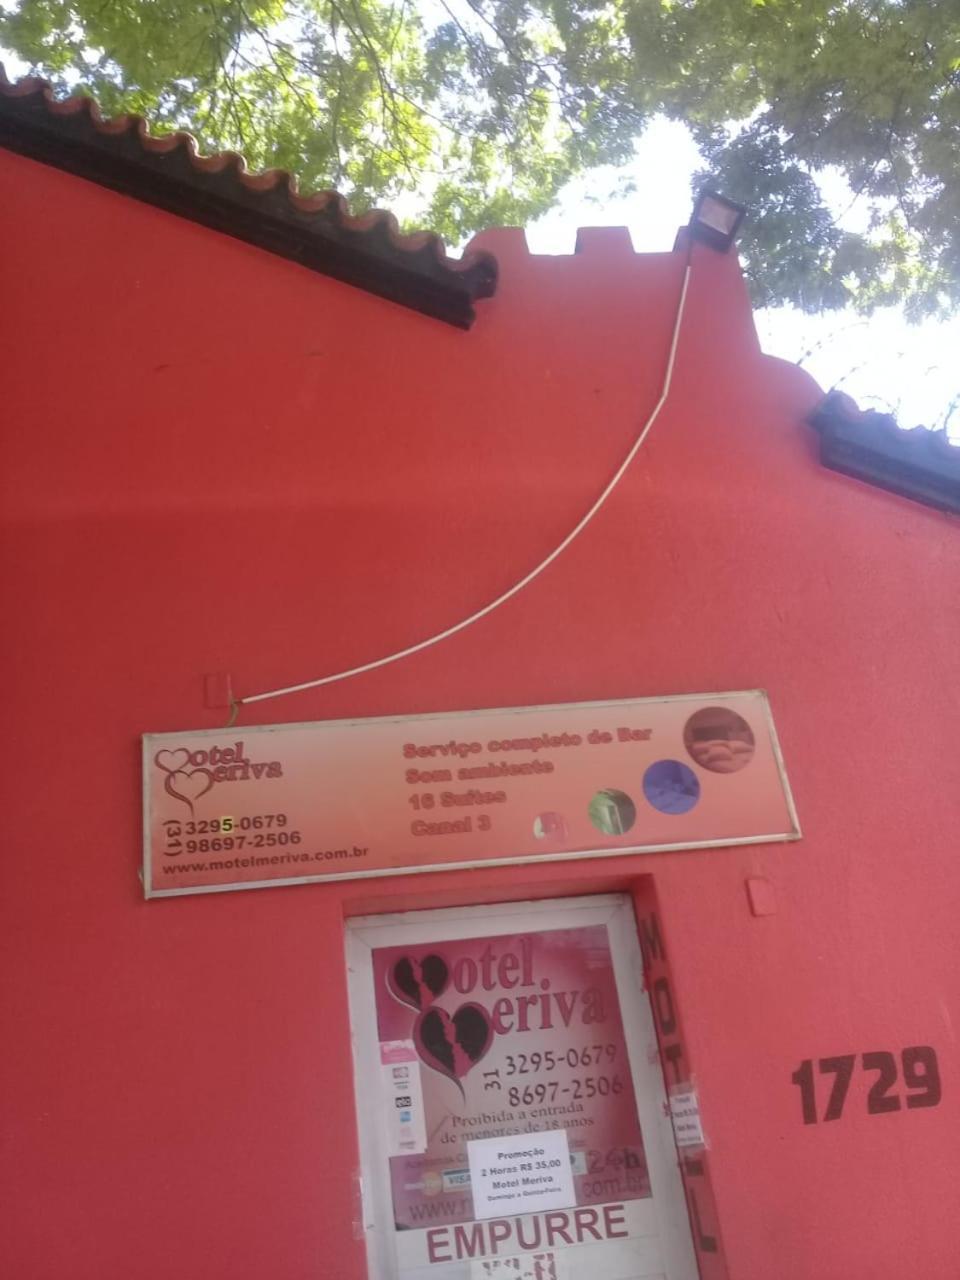 Motel
Meriva
(31) 3295-0679
98697-2506
www.motelmeriva.com.br
Serviço completo de Bar
Som ambiente
16 Suítes
Canal 3
Motel
Meriva
31 3295-0679
8697-2506
Proibida a entrada
de menores de 18 anos
VISA
24h
Promoção
2 Horas R$ 35,00
Motel Meriva
Domingo a Quinta-Feira
com.br
EMPURRE
MOTEL
1729